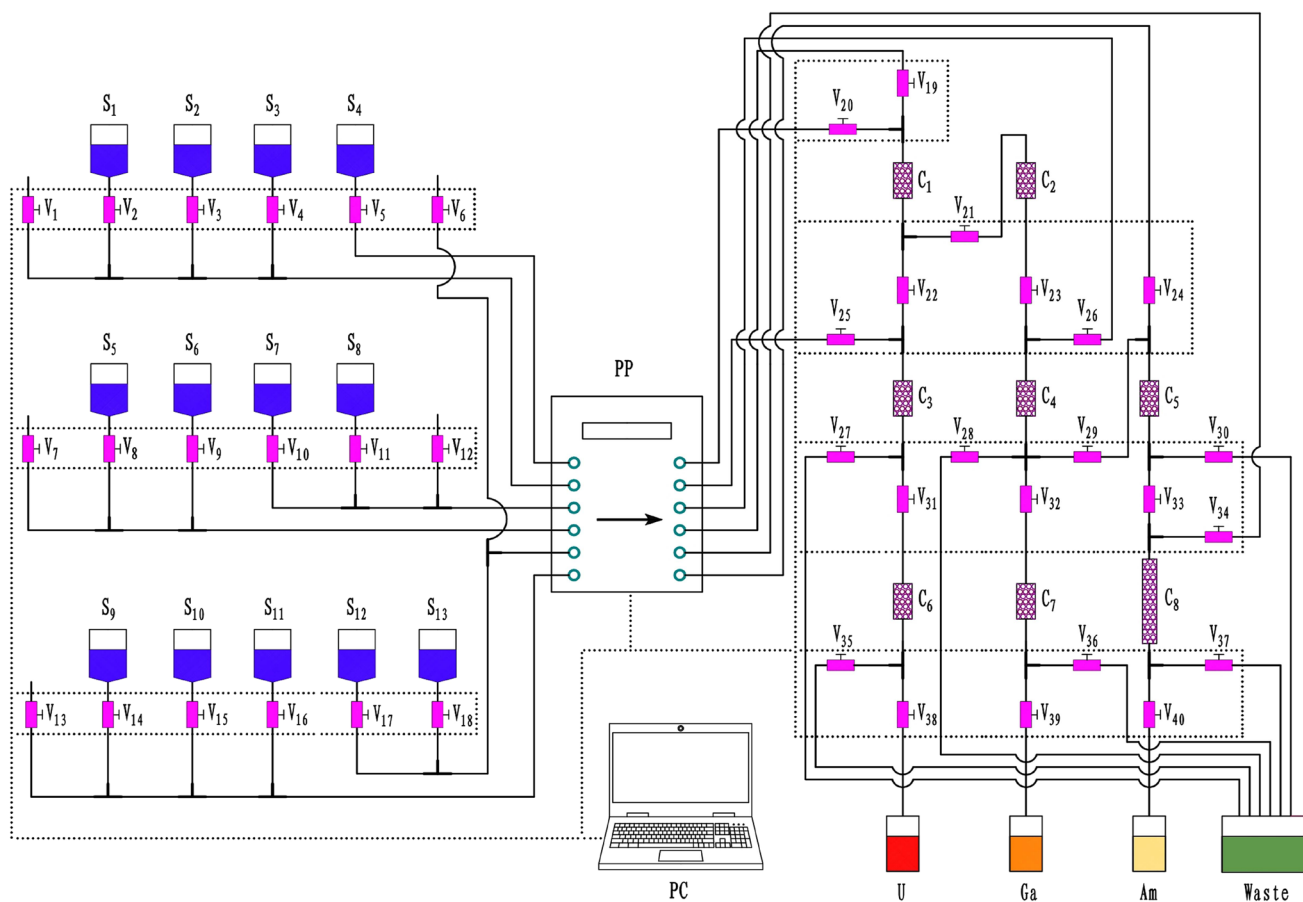 S1 S2 S3 S4
V1 V2 V3 V4 V5 V6
S5 S6 S7 S8
V7 V8 V9 V10 V11 V12
S9 S10 S11 S12 S13
V13 V14 V15 V16 V17 V18
PP
PC
V19
V20
C1 C2
V21
V22 V23 V24
V25 V26
C3 C4 C5
V27 V28 V29 V30
V31 V32 V33
V34
C6 C7 C8
V35 V36 V37
V38 V39 V40
U Ga Am Waste